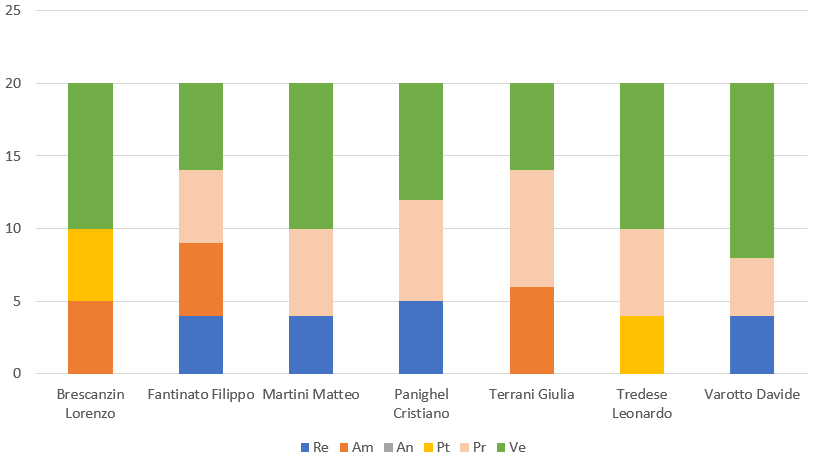 25
20
15
10
5
0
Brescanzin
Lorenzo
Fantinato Filippo
Martini Matteo
Panighel
Cristiano
Terrani Giulia
Tredese
Leonardo
Varotto Davide
Re Am An Pt Pr Ve